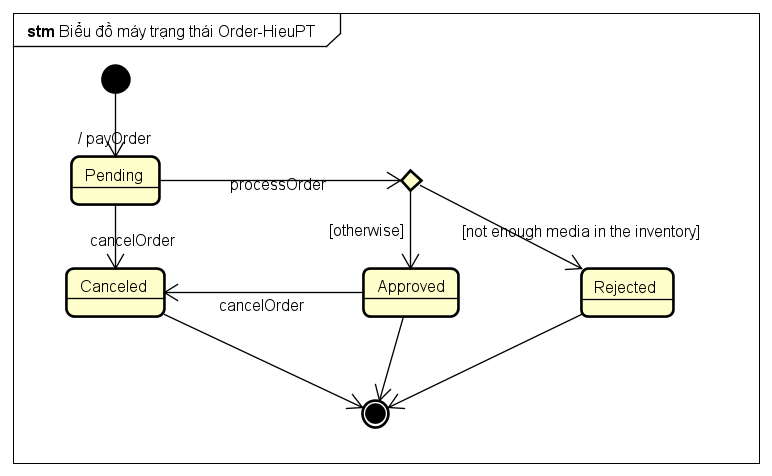 stm Biểu đồ máy trạng thái Order-HieuPT
/ payOrder
Pending
processOrder
[otherwise]
[not enough media in the inventory]
cancelOrder
Canceled
Approved
Rejected
cancelOrder